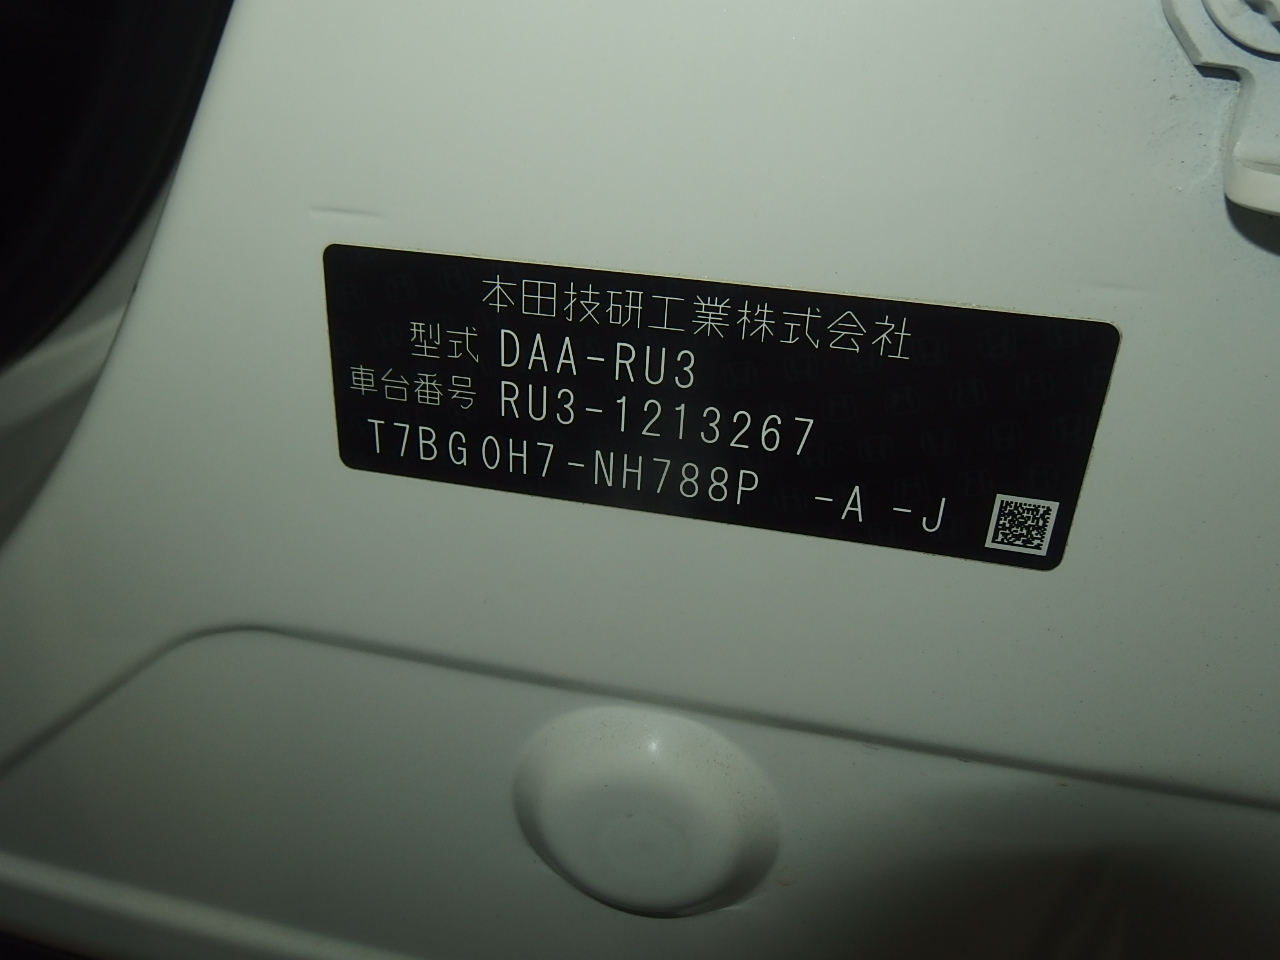 本田技研工業株式会社
型式 DAA-RU3
車台番号 RU3-1213267
T7BG0H7-NH788P -A -J